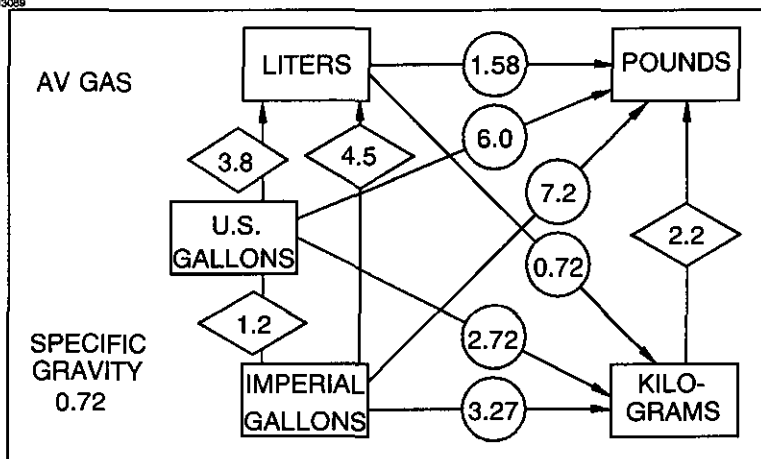 3089
AV GAS
LITERS
1.58
POUNDS
3.8
4.5
6.0
7.2
U.S.
GALLONS
2.2
0.72
1.2
2.72
SPECIFIC
GRAVITY
0.72
IMPERIAL
GALLONS
3.27
KILO-
GRAMS